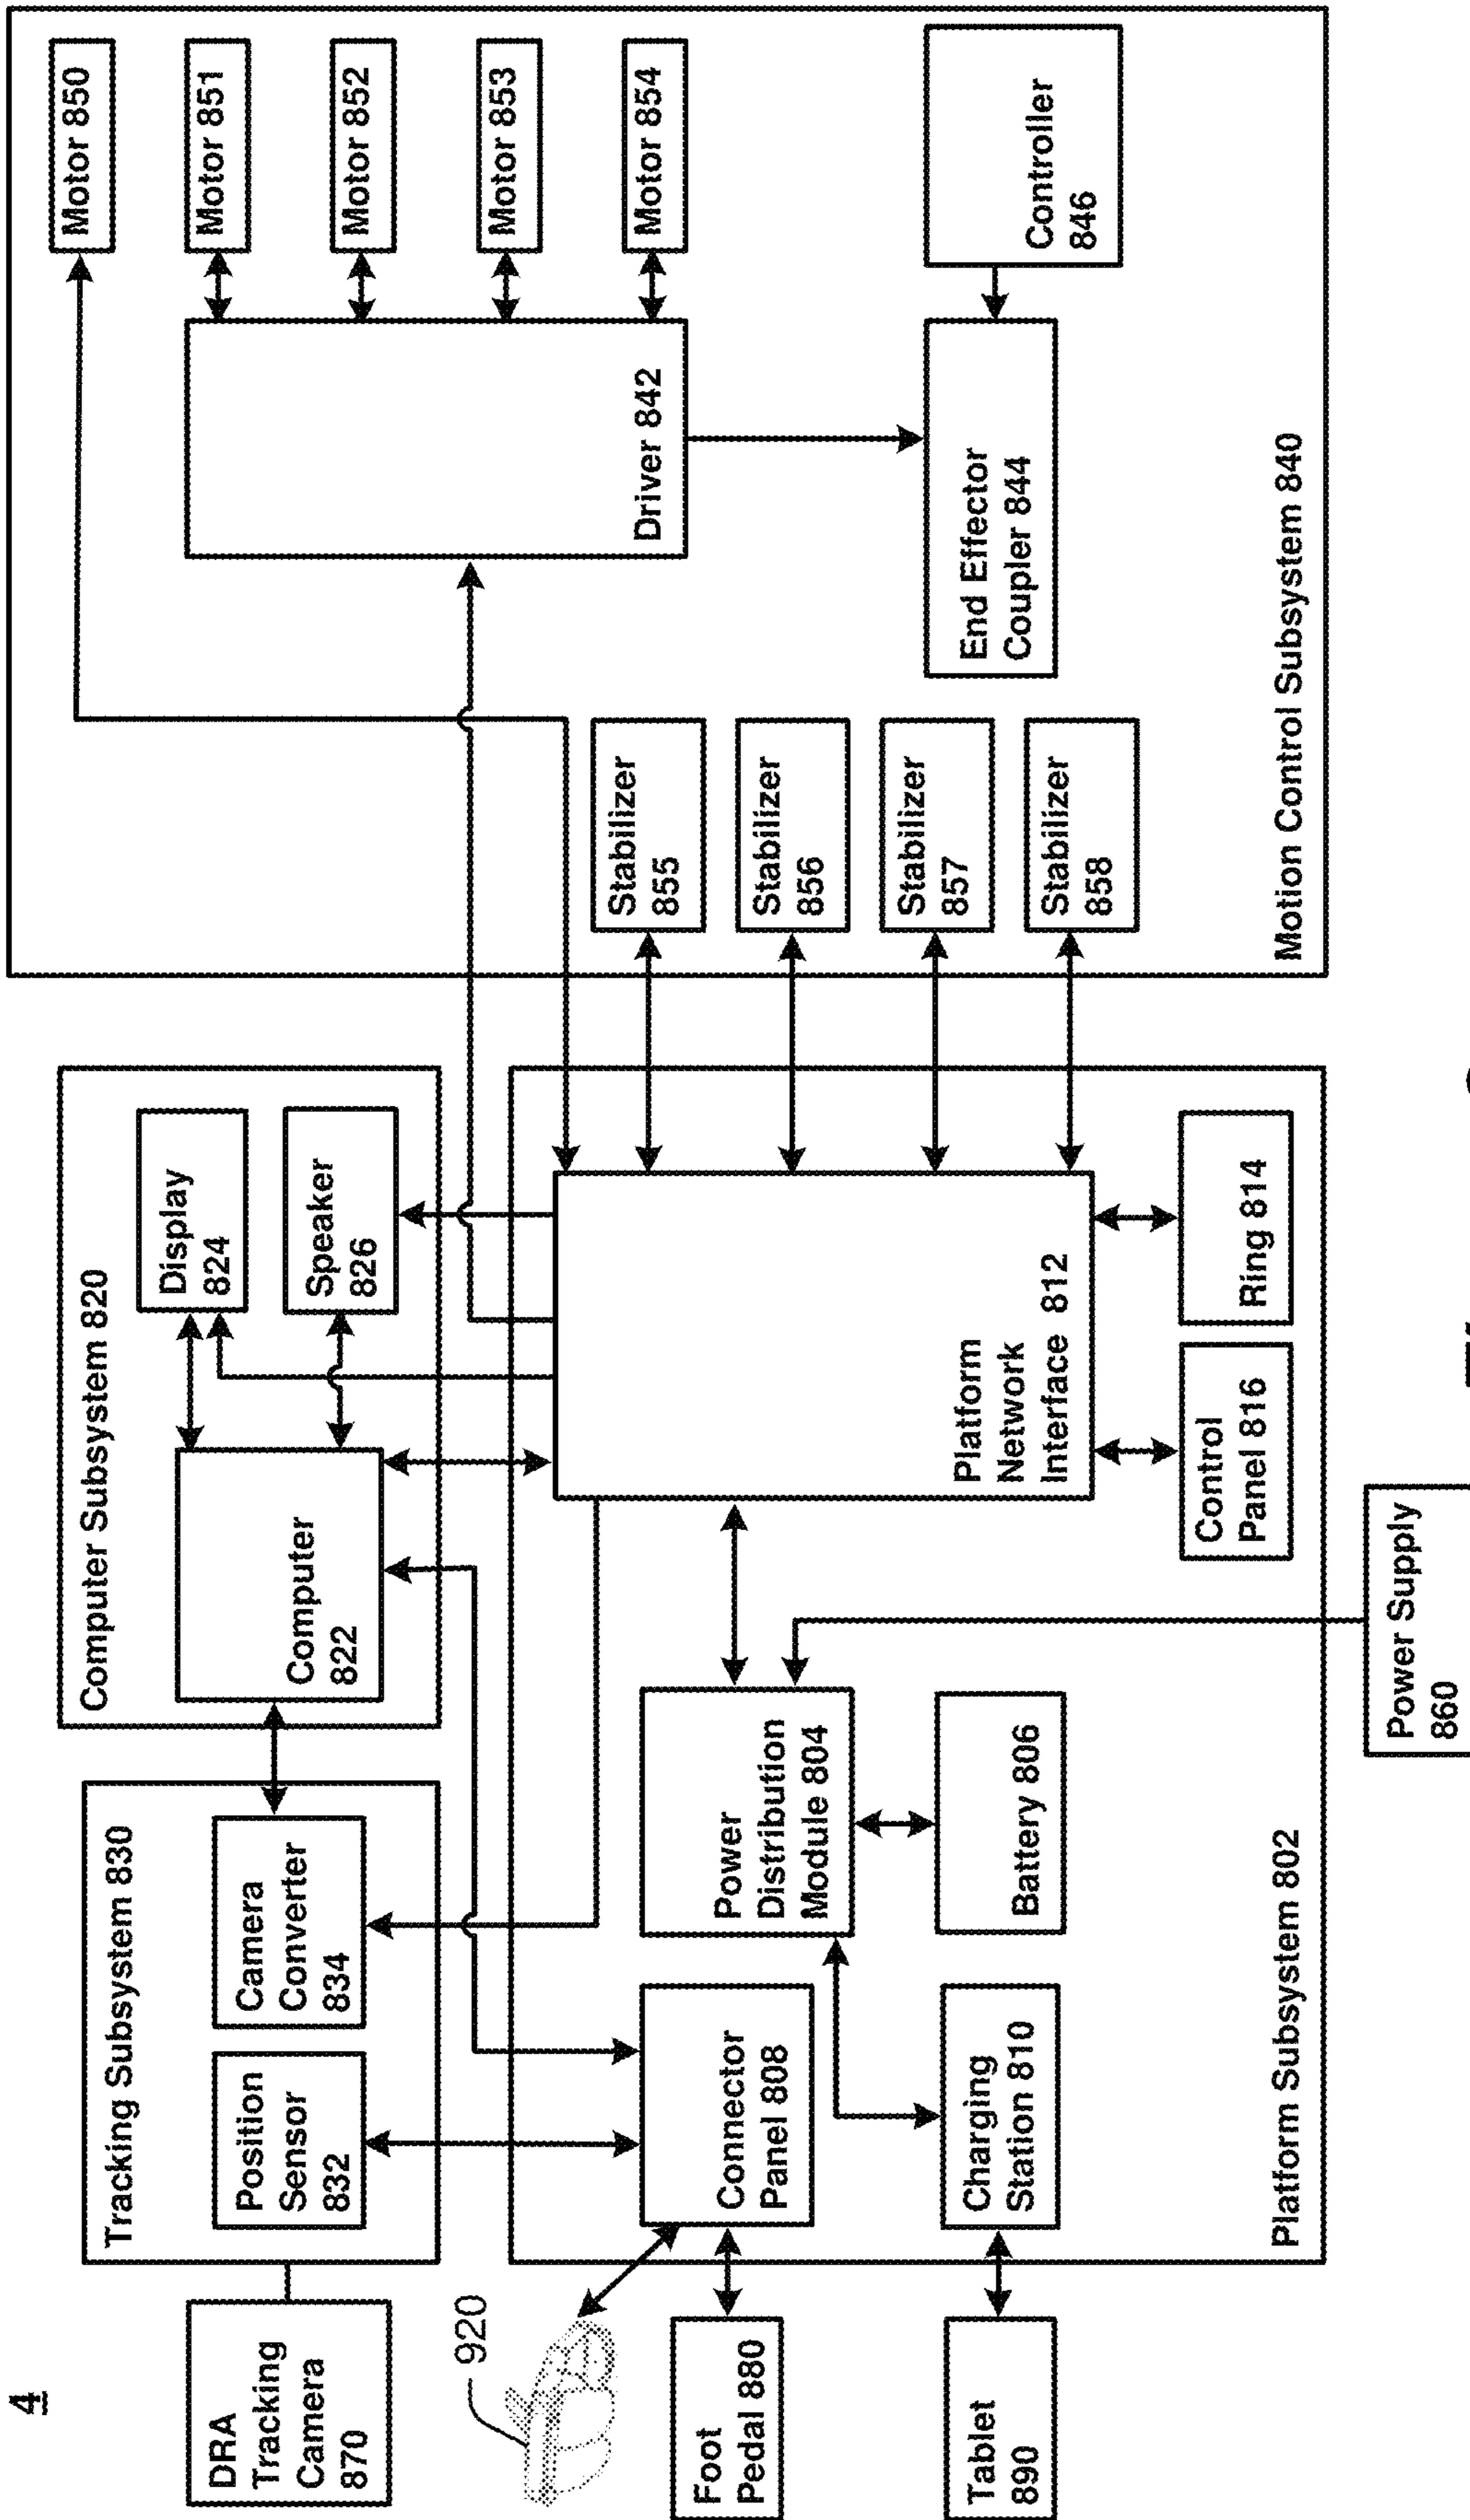 4
DRA
Tracking
Camera
870
920
Foot
Pedal 880
Tablet
890
Tracking Subsystem 830
Position
Sensor
832
Camera
Converter
834
Computer Subsystem 820
Computer
822
Display
824
Speaker
826
Connector
Panel 808
Charging
Station 810
Power
Distribution
Module 804
Battery 806
Platform
Network
Interface 812
Control
Panel 816
Ring 814
Platform Subsystem 802
Power Supply
860
Motor 850
Motor 851
Motor 852
Motor 853
Motor 854
Driver 842
Controller
846
End Effector
Coupler 844
Stabilizer
855
Stabilizer
856
Stabilizer
857
Stabilizer
858
Motion Control Subsystem 840